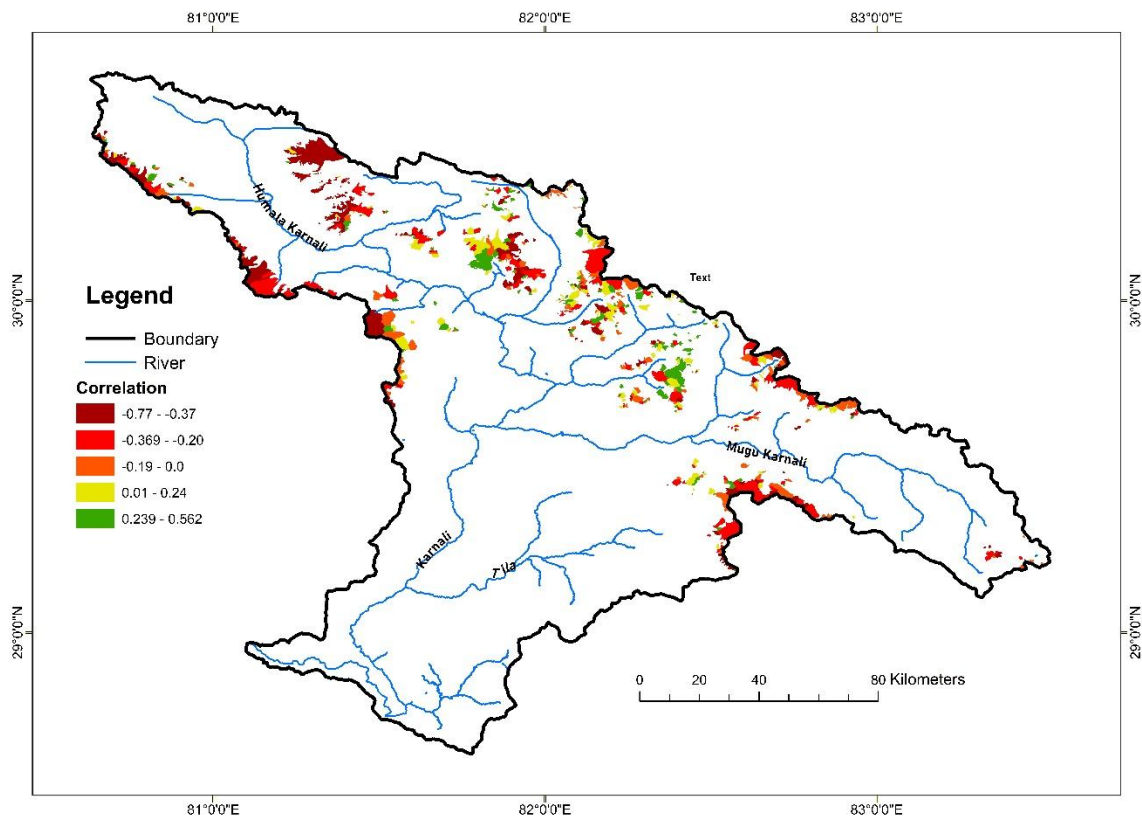 81°0'0"E 82°0'0"E 83°0'0"E
Humala Karnali
Text
30°0'0"N 30°0'0"N
Legend
Boundary
River
Correlation
-0.77 - -0.37
-0.369 - -0.20
-0.19 - 0.0
0.01 - 0.24
0.239 - 0.562
Mugu Karnali
Karnali
Tila
29°0'0"N 29°0'0"N
0 20 40 80 Kilometers
81°0'0"E 82°0'0"E 83°0'0"E